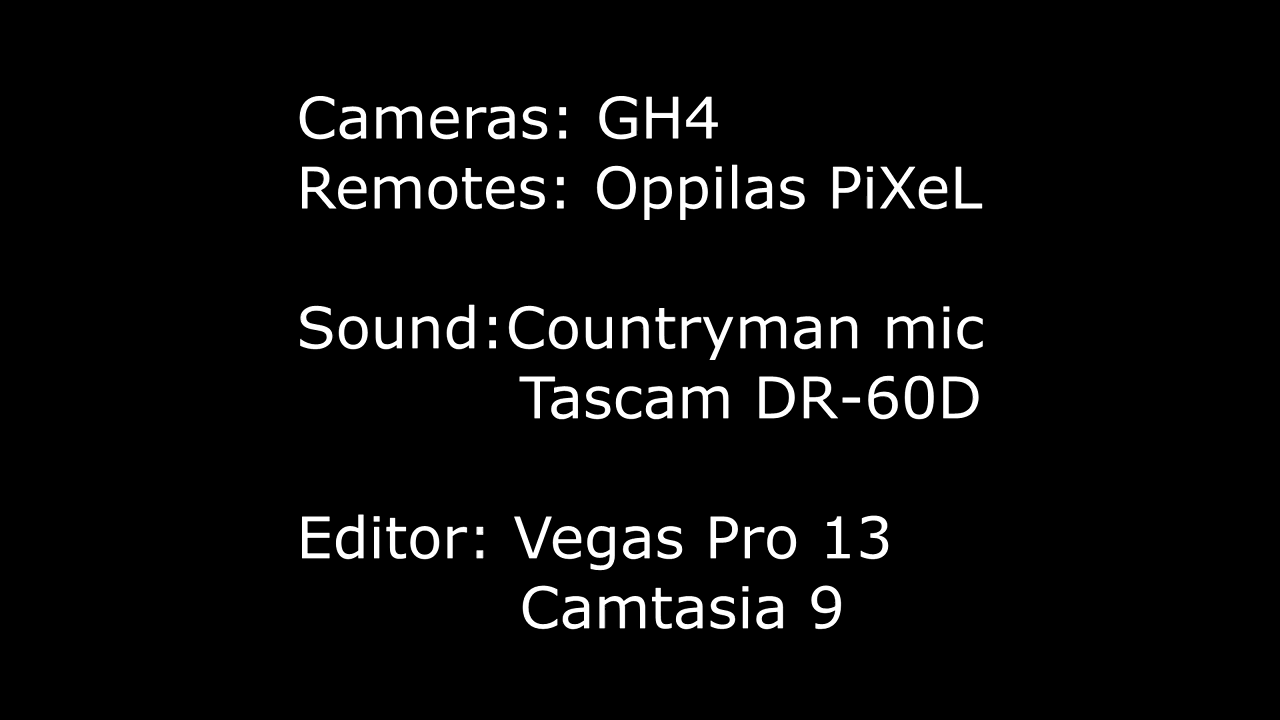 Cameras: GH4
Remotes: Oppilas PiXeL
Sound:Countryman mic
Tascam DR-60D
Editor: Vegas Pro 13
Camtasia 9